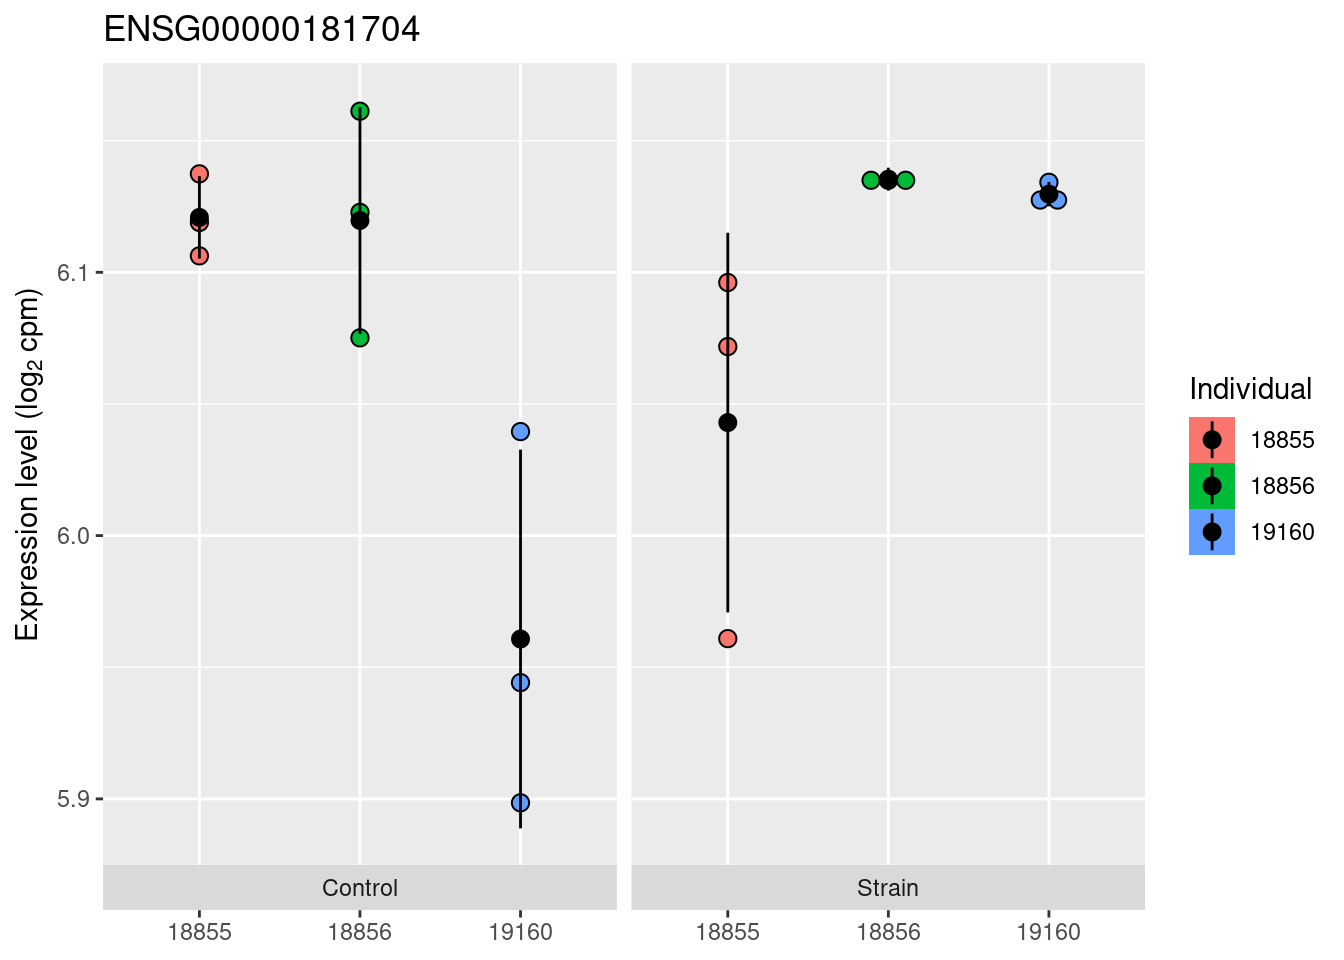 ENSG00000181704
Expression level (log2 cpm)
6.1
6.0
5.9
Control
Strain
18855
18856
19160
18855
18856
19160
Individual
18855
18856
19160